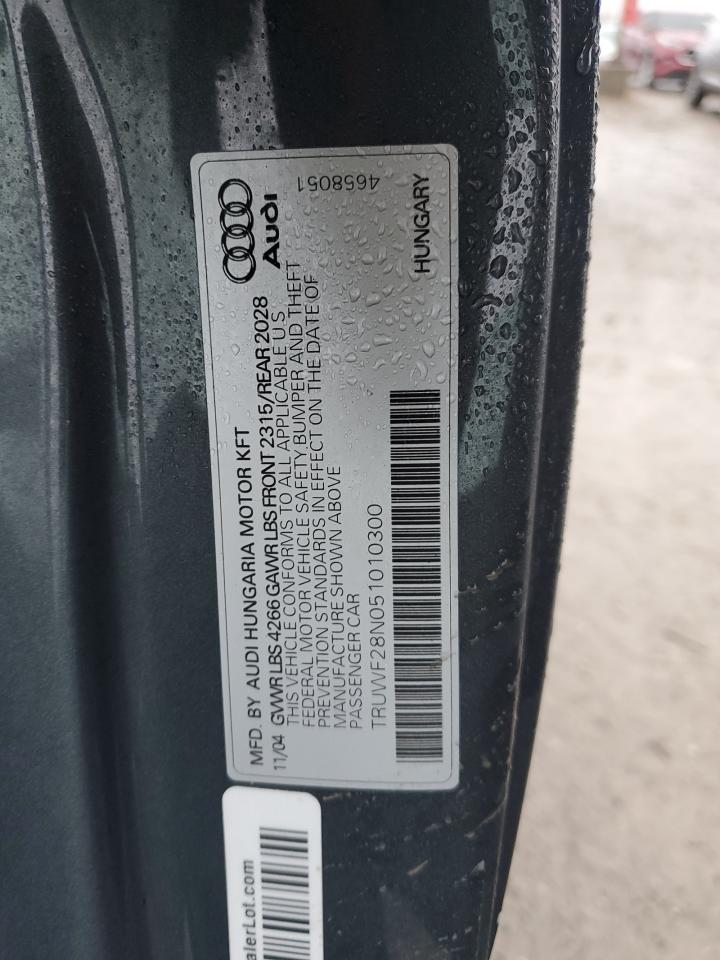 MFD. BY AUDI HUNGARIA MOTOR KFT
11/04 GVWR LBS 4266 GAWR LBS FRONT 2315/REAR 2028
THIS VEHICLE CONFORMS TO ALL APPLICABLE U.S
FEDERAL MOTOR VEHICLE SAFETY, BUMPER AND THEFT
PREVENTION STANDARDS IN EFFECT ON THE DATE OF
MANUFACTURE SHOWN ABOVE
PASSENGER CAR
TRUWF28N051010300
Audi
4658051
HUNGARY
alerLot.com